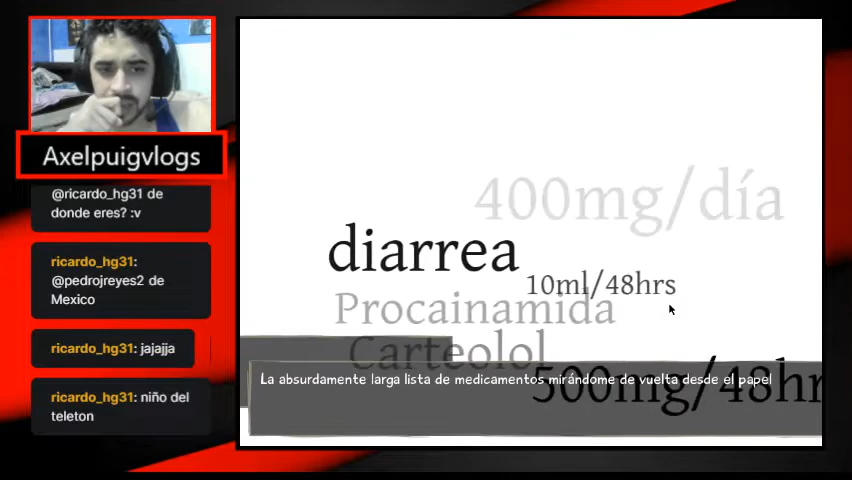 Axelpuigvlogs
@ricardo_hg31 de
donde eres? :v
ricardo_hg31:
@pedrojreyes2 de
Mexico
ricardo_hg31: jajajja
ricardo_hg31: niño del
teleton
400mg/día
diarrea
10ml/48hrs
Procainamida
Carteolol
500mg/48hr
La absurdamente larga lista de medicamentos mirándome de vuelta desde el papel